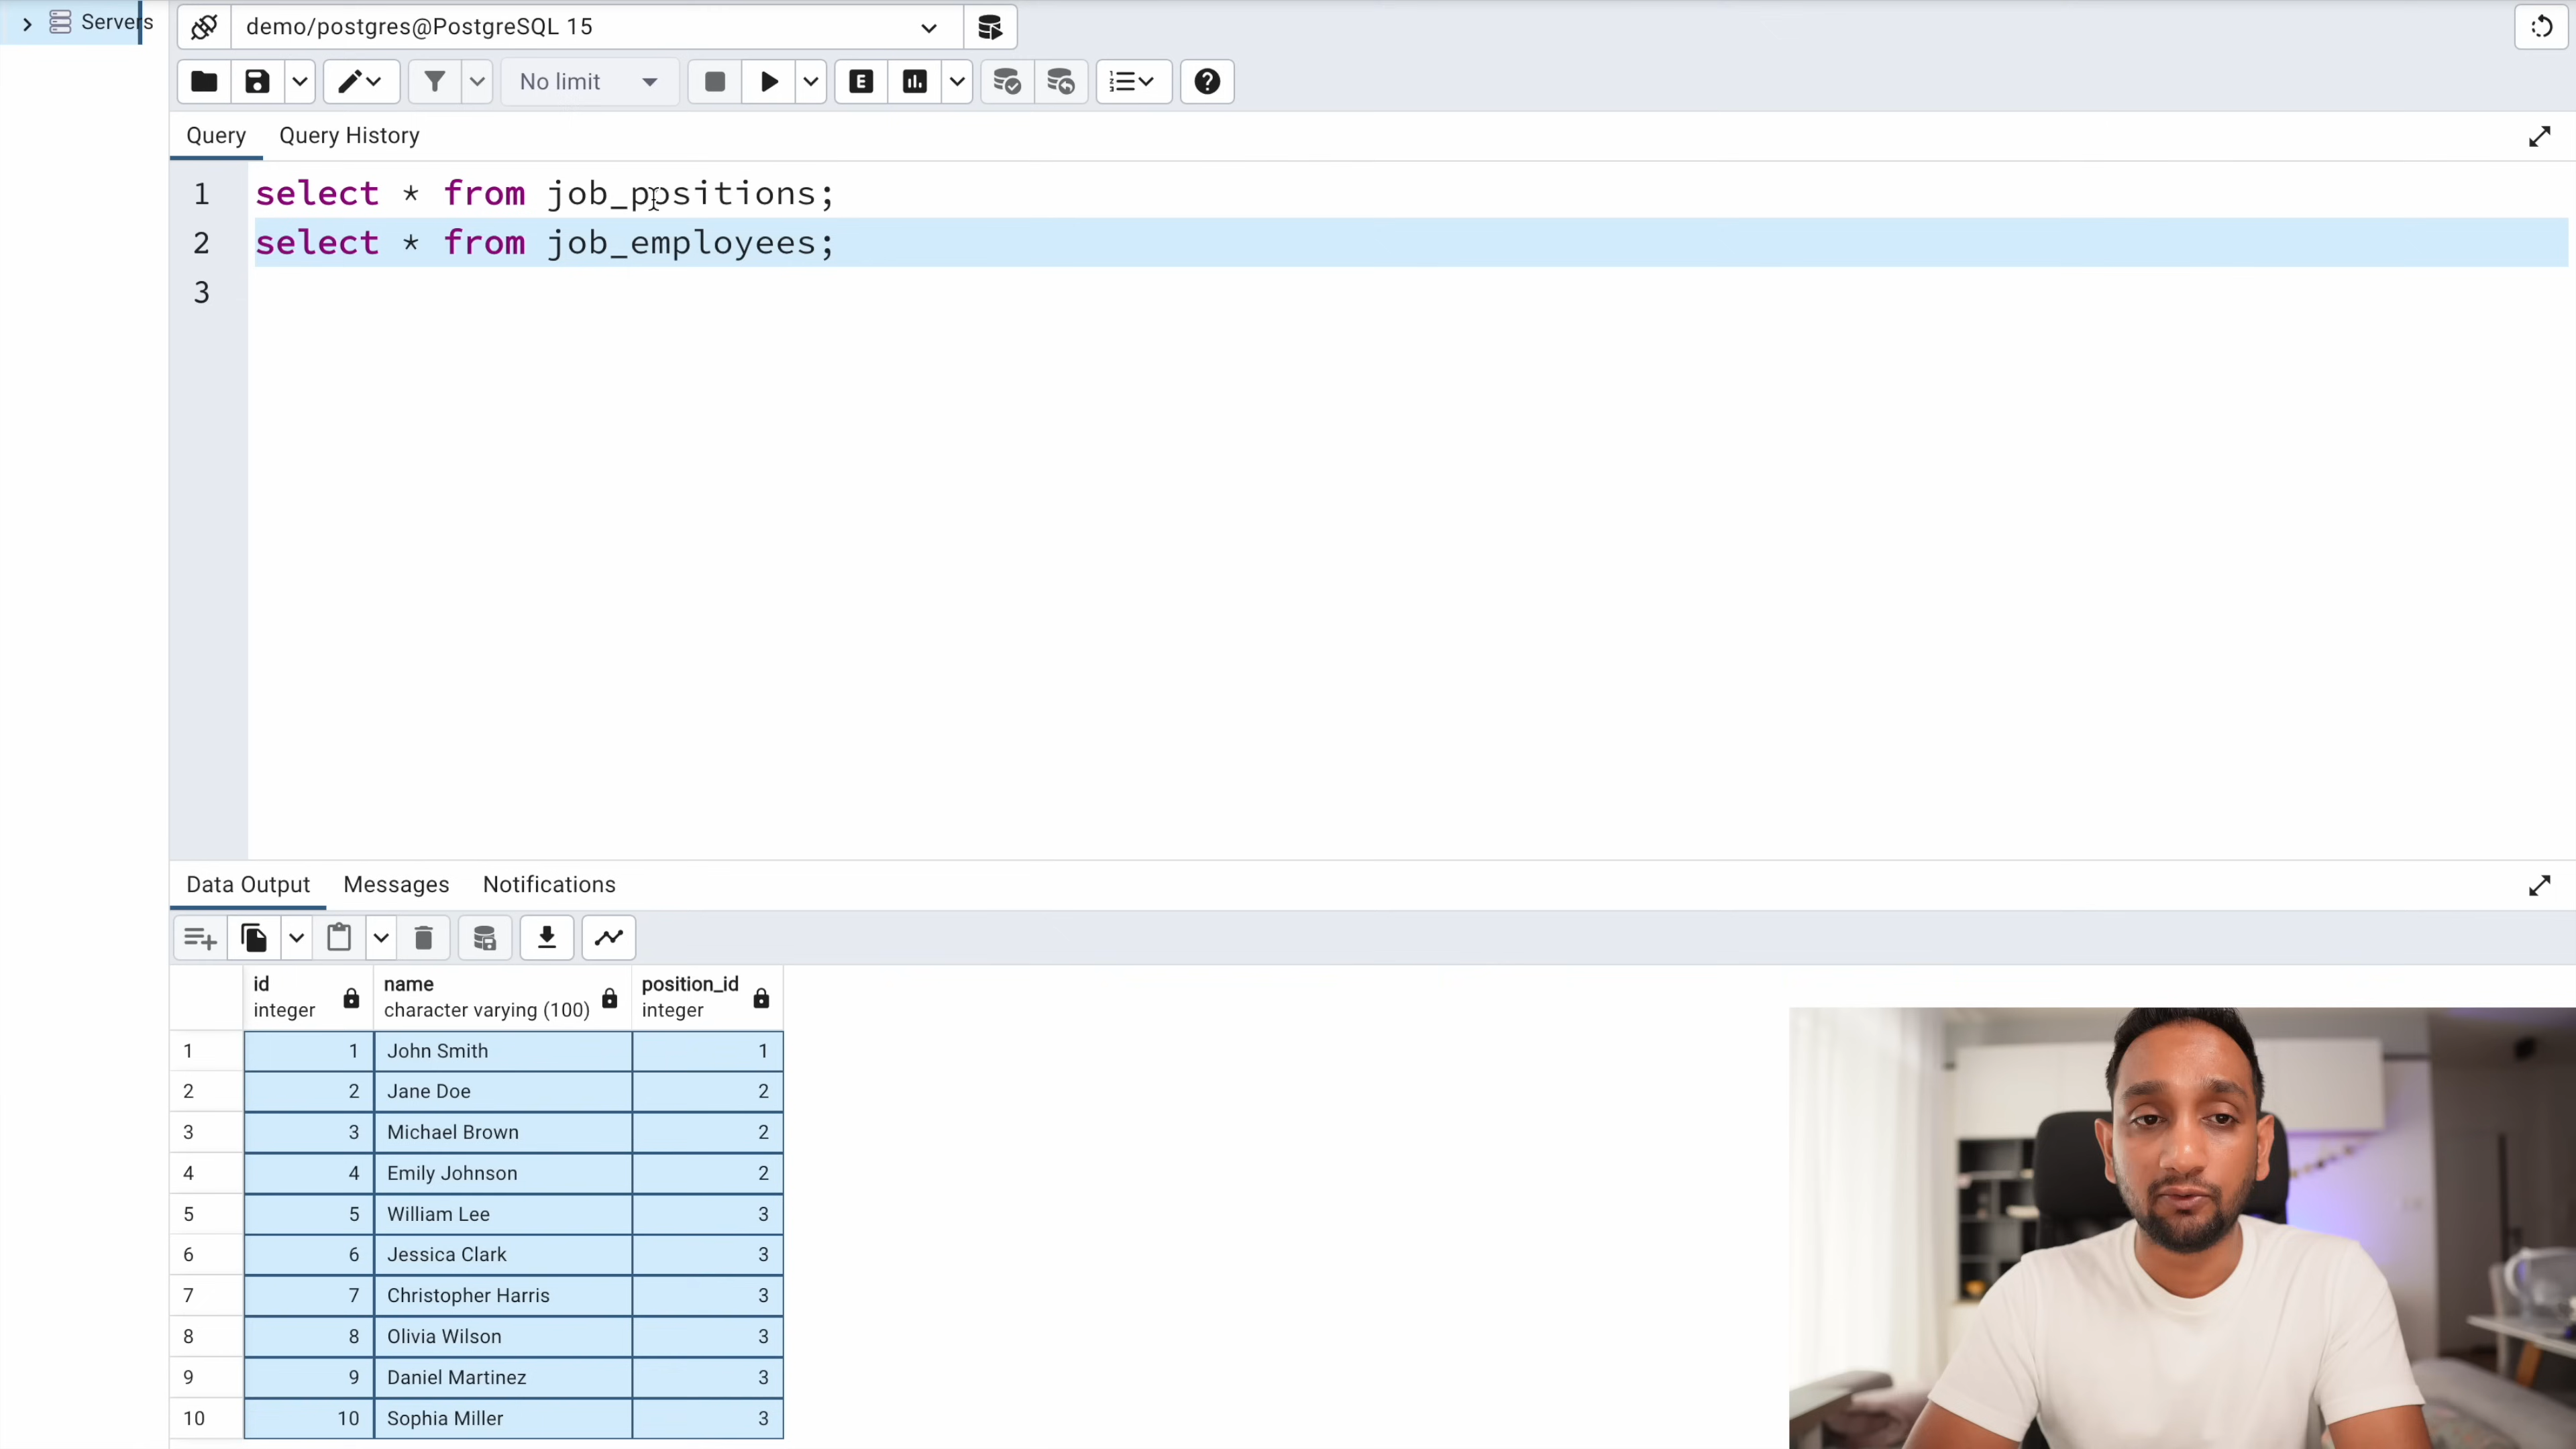 Servers
demo/postgres@PostgreSQL 15
No limit
E
Query Query History
1 select * from job_positions;
2 select * from job_employees;
3
Data Output Messages Notifications
id name position_id
integer character varying (100) integer
1 1 John Smith 1
2 2 Jane Doe 2
3 3 Michael Brown 2
4 4 Emily Johnson 2
5 5 William Lee 3
6 6 Jessica Clark 3
7 7 Christopher Harris 3
8 8 Olivia Wilson 3
9 9 Daniel Martinez 3
10 10 Sophia Miller 3